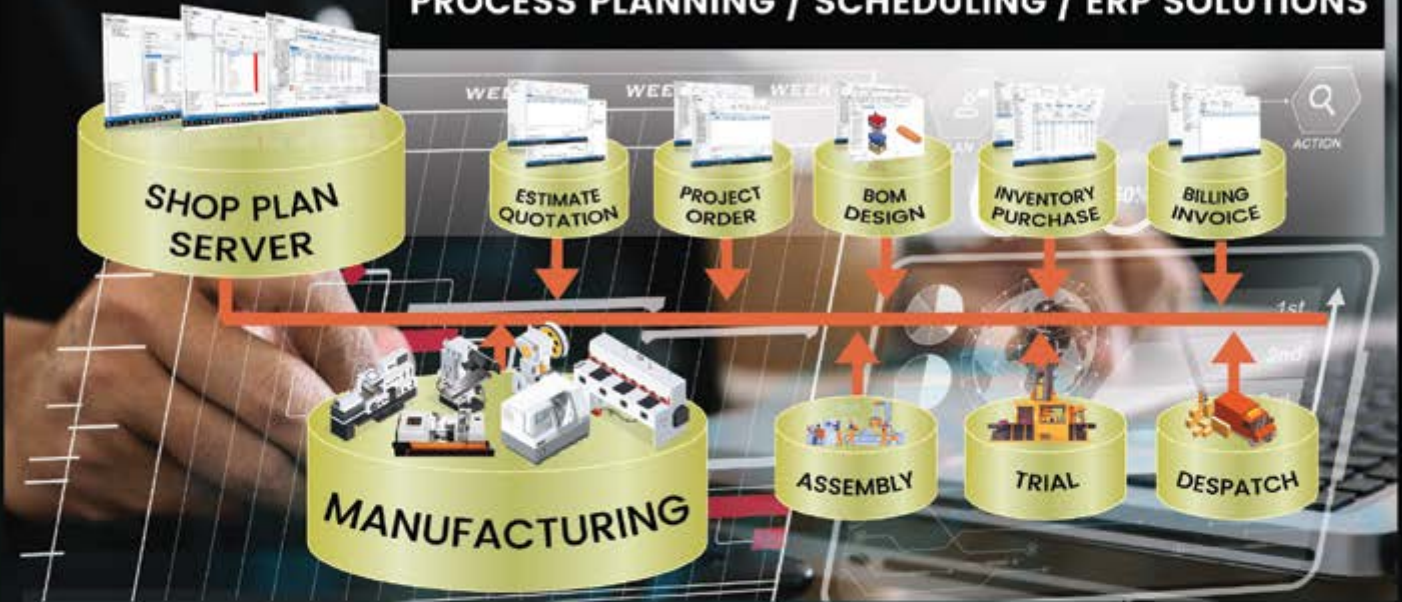 PROCESS PLANNING / SCHEDULING / ERP SOLUTIONS
SHOP PLAN
SERVER
ESTIMATE
QUOTATION
PROJECT
ORDER
BOM
DESIGN
INVENTORY
PURCHASE
BILLING
INVOICE
ACTION
1st
2nd
MANUFACTURING
ASSEMBLY
TRIAL
DESPATCH